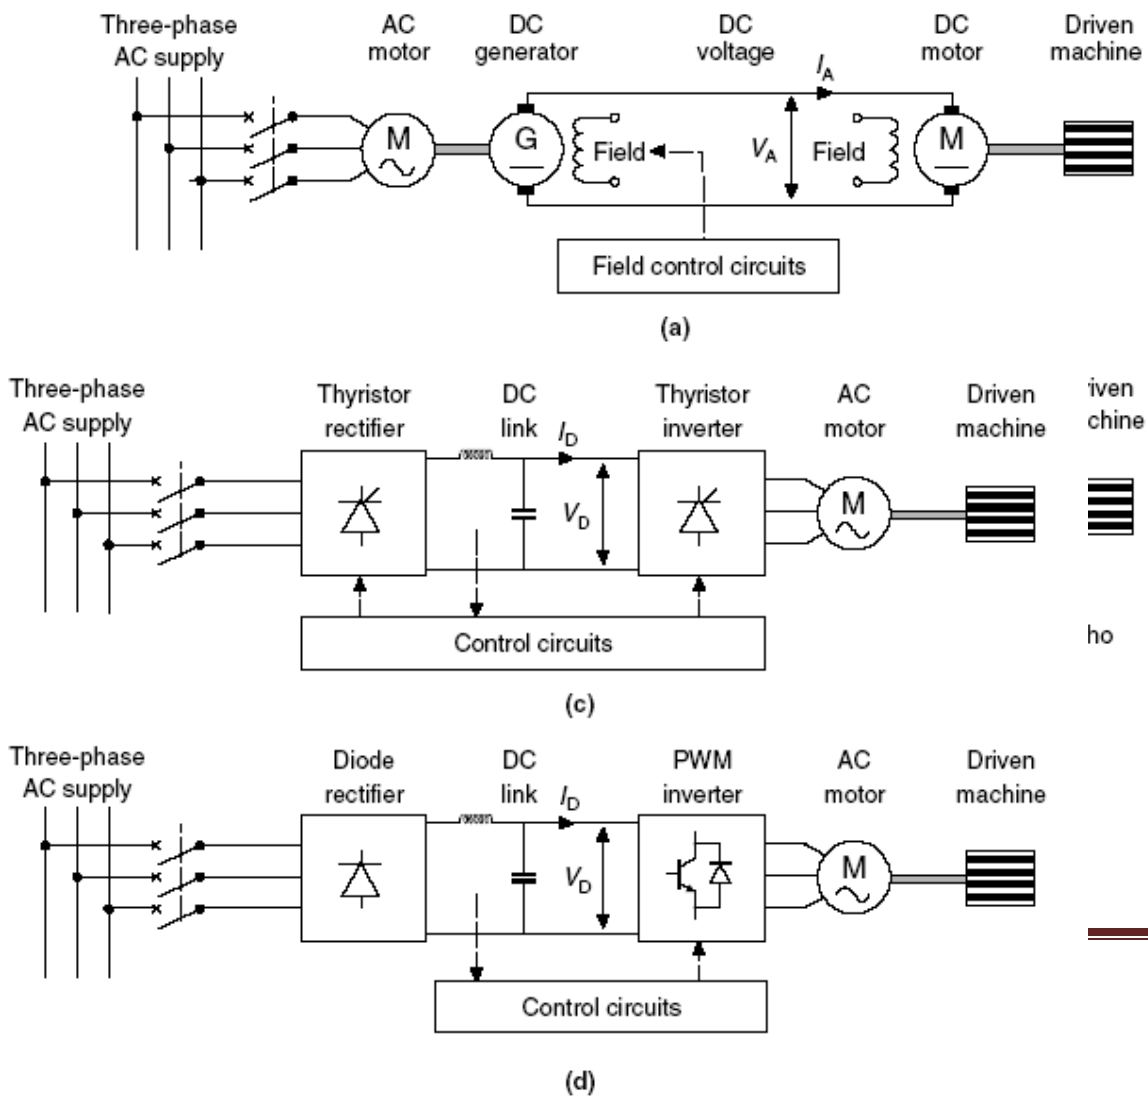 Three-phase AC DC DC DC Driven
AC supply motor generator voltage motor machine
I_A
M G Field V_A Field M
Field control circuits
(a)
Three-phase Thyristor DC Thyristor AC Driven riven
AC supply rectifier link inverter motor machine chine
I_D
V_D M
Control circuits
ho
(c)
Three-phase Diode DC PWM AC Driven
AC supply rectifier link inverter motor machine
I_D
V_D M
Control circuits
(d)